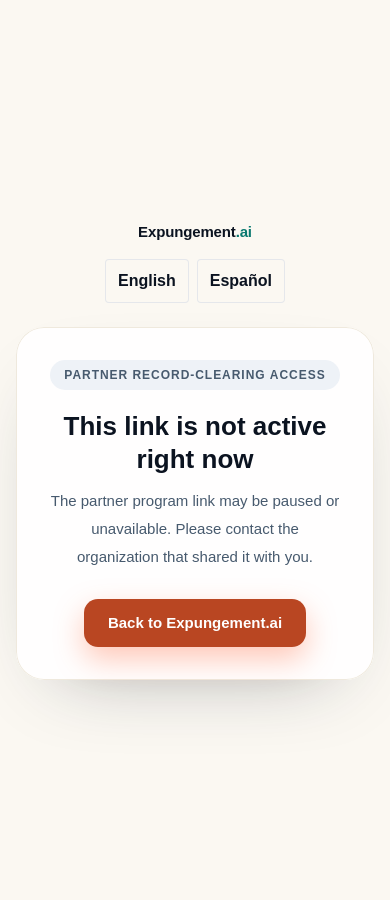 Expungement.ai
English Español
PARTNER RECORD-CLEARING ACCESS
This link is not active
right now
The partner program link may be paused or
unavailable. Please contact the
organization that shared it with you.
Back to Expungement.ai